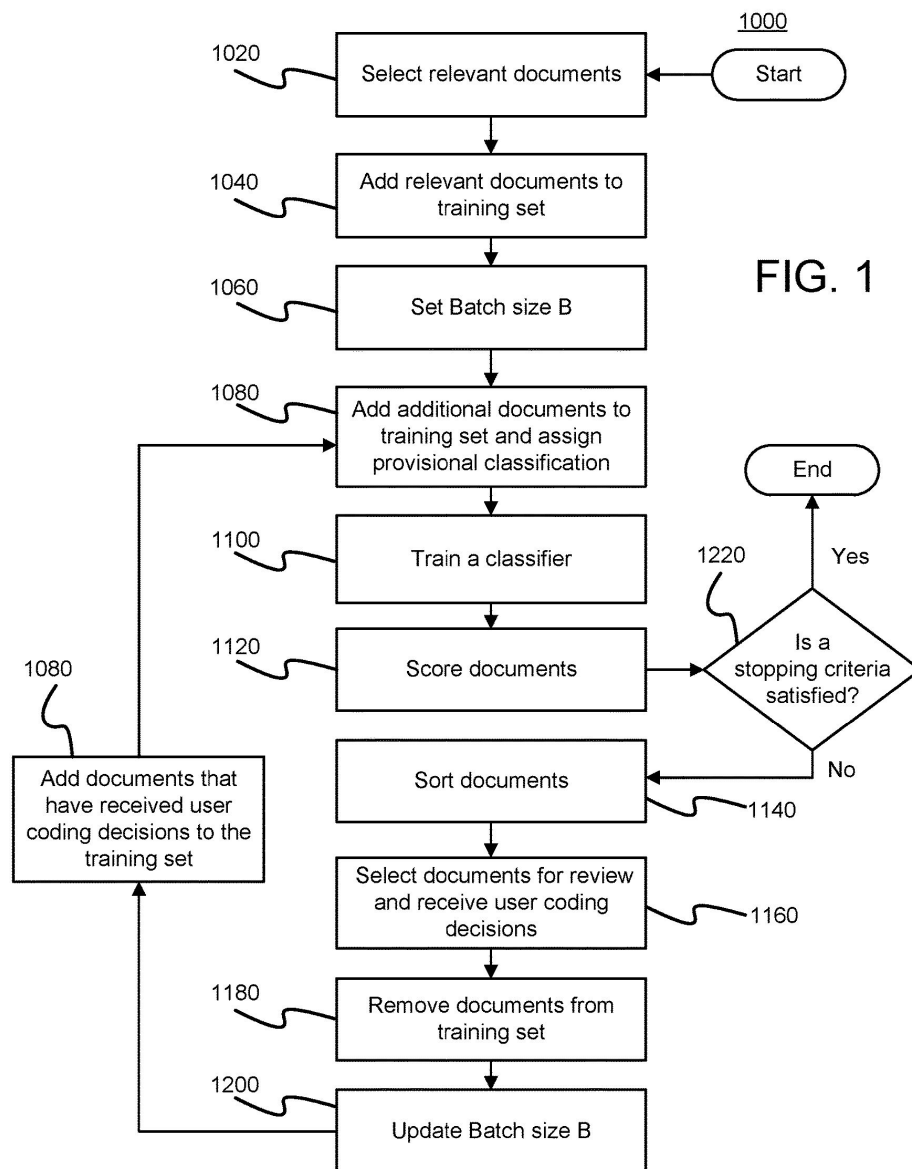 1000
1020
Select relevant documents
Start
1040
Add relevant documents to
training set
FIG. 1
1060
Set Batch size B
1080
Add additional documents to
training set and assign
provisional classification
End
1100
Train a classifier
1220
Yes
1120
Score documents
Is a
stopping criteria
satisfied?
No
1080
Add documents that
have received user
coding decisions to the
training set
Sort documents
1140
Select documents for review
and receive user coding
decisions
1160
1180
Remove documents from
training set
1200
Update Batch size B